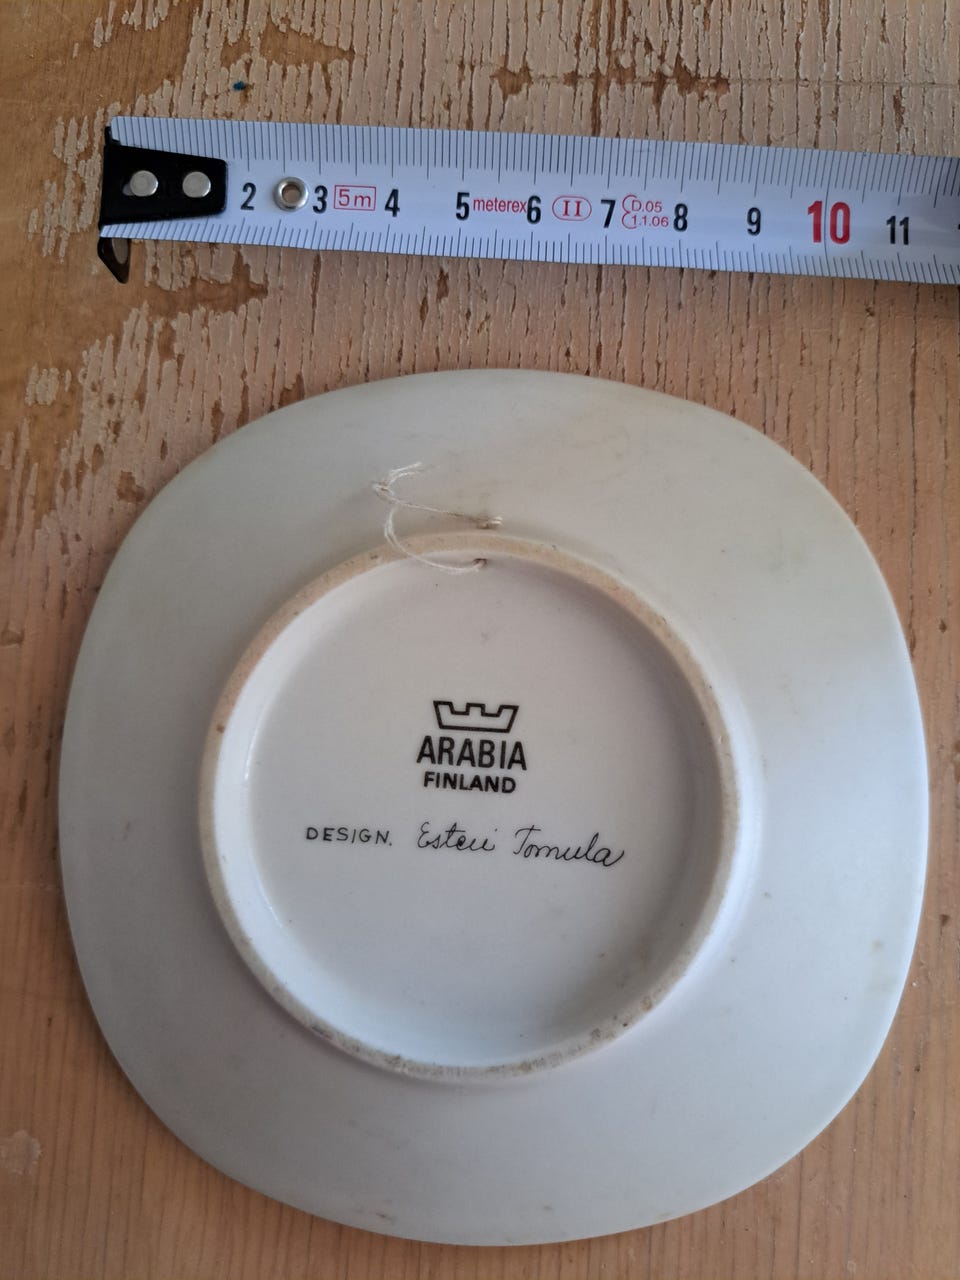 2 3 5m 4 5 meterex 6 II 7 D.05 1.1.06 8 9 10 11
ARABIA
FINLAND
DESIGN. Esteri Tomula